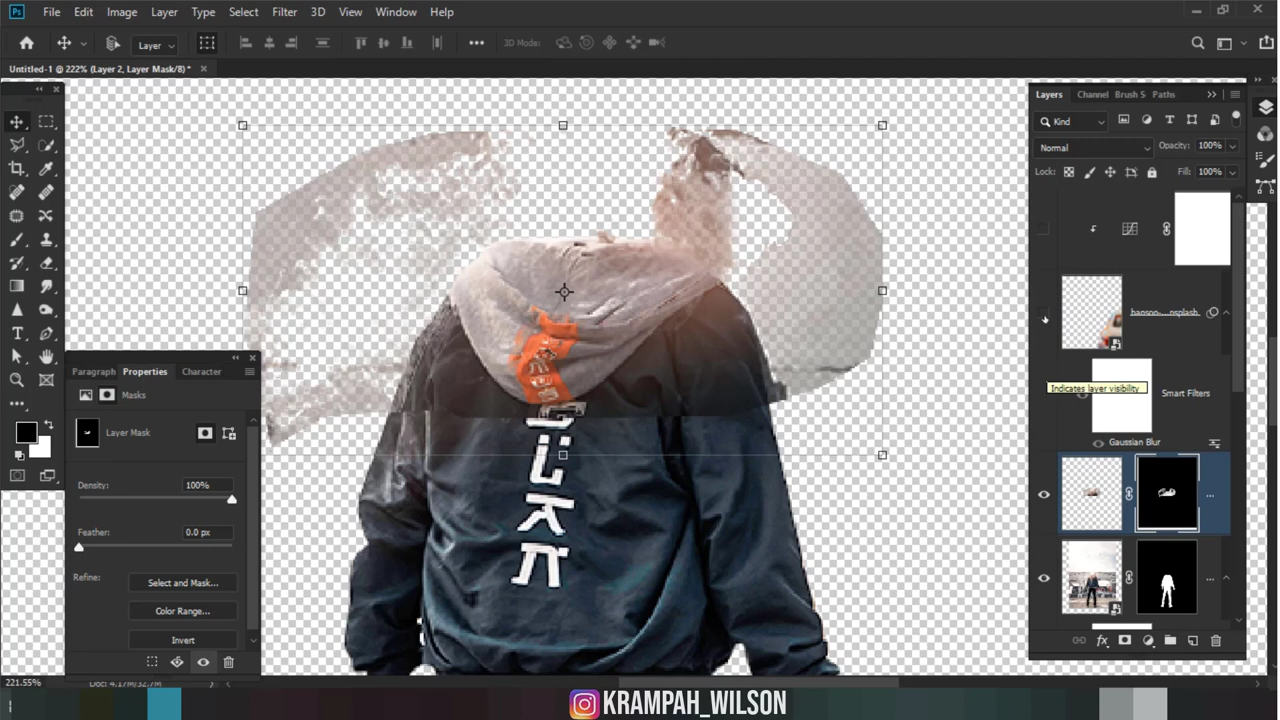 Ps File Edit Image Layer Type Select Filter 3D View Window Help
Layer 3D Mode:
Untitled-1 @ 222% (Layer 2, Layer Mask/8) *
Layers Channel Brush S Paths
Kind
Normal Opacity: 100%
Lock: Fill: 100%
Indicates layer visibility
Smart Filters
Gaussian Blur
Paragraph Properties Character
Masks
Layer Mask
Density: 100%
Feather: 0.0 px
Refine: Select and Mask...
Color Range...
Invert
221.55% Doc: 4.17M/32.7M
KRAMPAH_WILSON